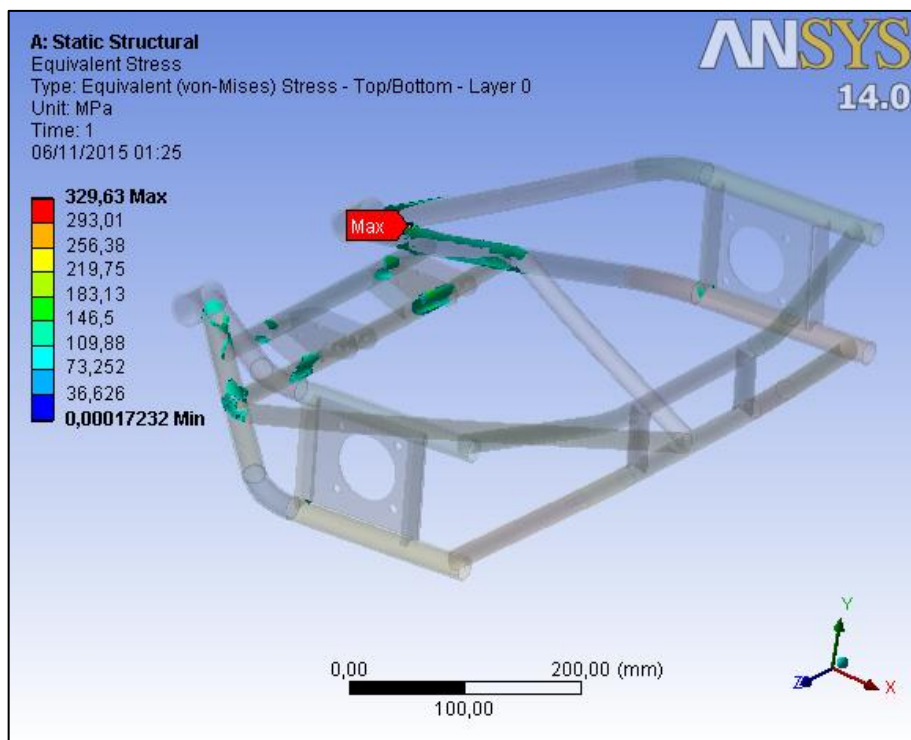 A: Static Structural
Equivalent Stress
Type: Equivalent (von-Mises) Stress - Top/Bottom - Layer 0
Unit: MPa
Time: 1
06/11/2015 01:25
ANSYS
14.0
329,63 Max
293,01
256,38
219,75
183,13
146,5
109,88
73,252
36,626
0,00017232 Min
Max
0,00
200,00 (mm)
100,00
Y
Z
X